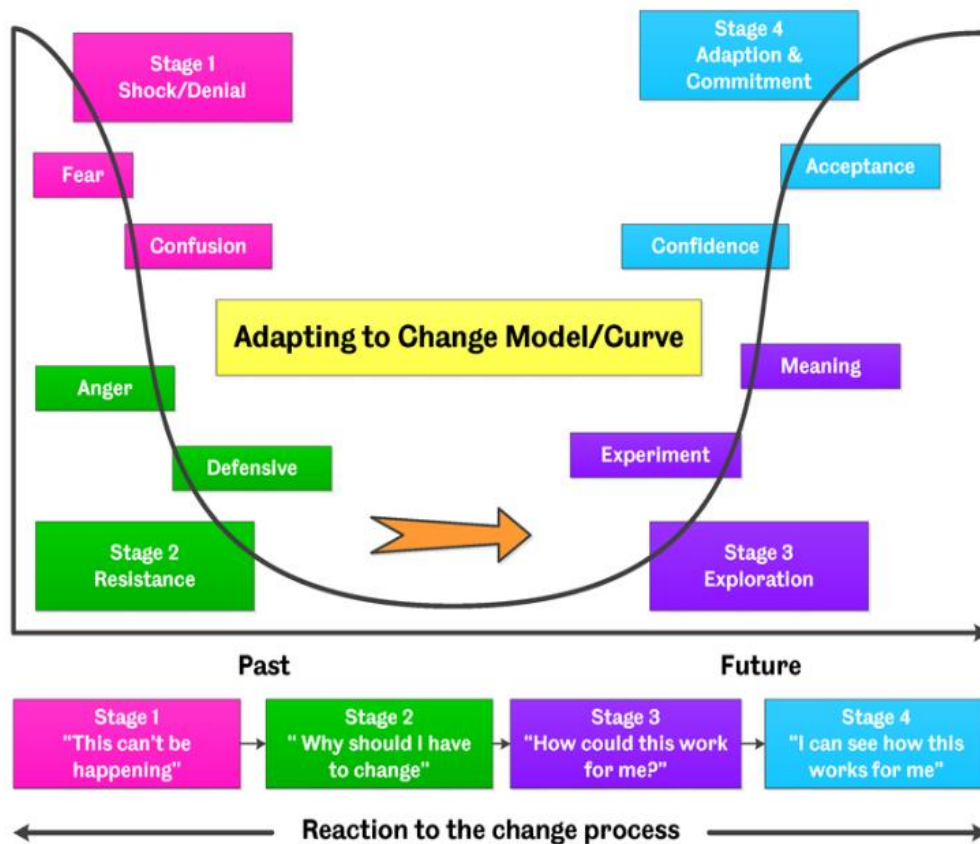 Stage 1
Shock/Denial
Stage 4
Adaption &
Commitment
Fear
Acceptance
Confusion
Confidence
Adapting to Change Model/Curve
Anger
Meaning
Defensive
Experiment
Stage 2
Resistance
Stage 3
Exploration
Past
Future
Stage 1
"This can't be
happening"
Stage 2
" Why should I have
to change"
Stage 3
"How could this work
for me?"
Stage 4
"I can see how this
works for me"
Reaction to the change process